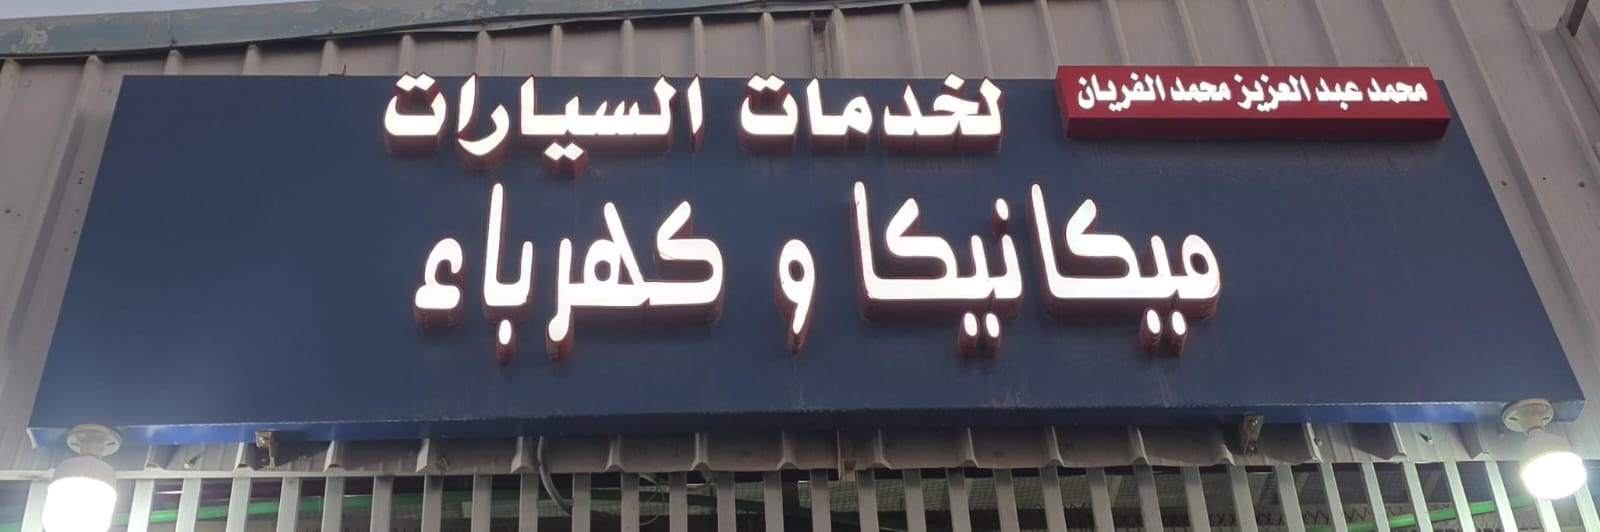 محمد عبد العزيز محمد الفريان
لخدمات السيارات
ميكانيكا و كهرباء